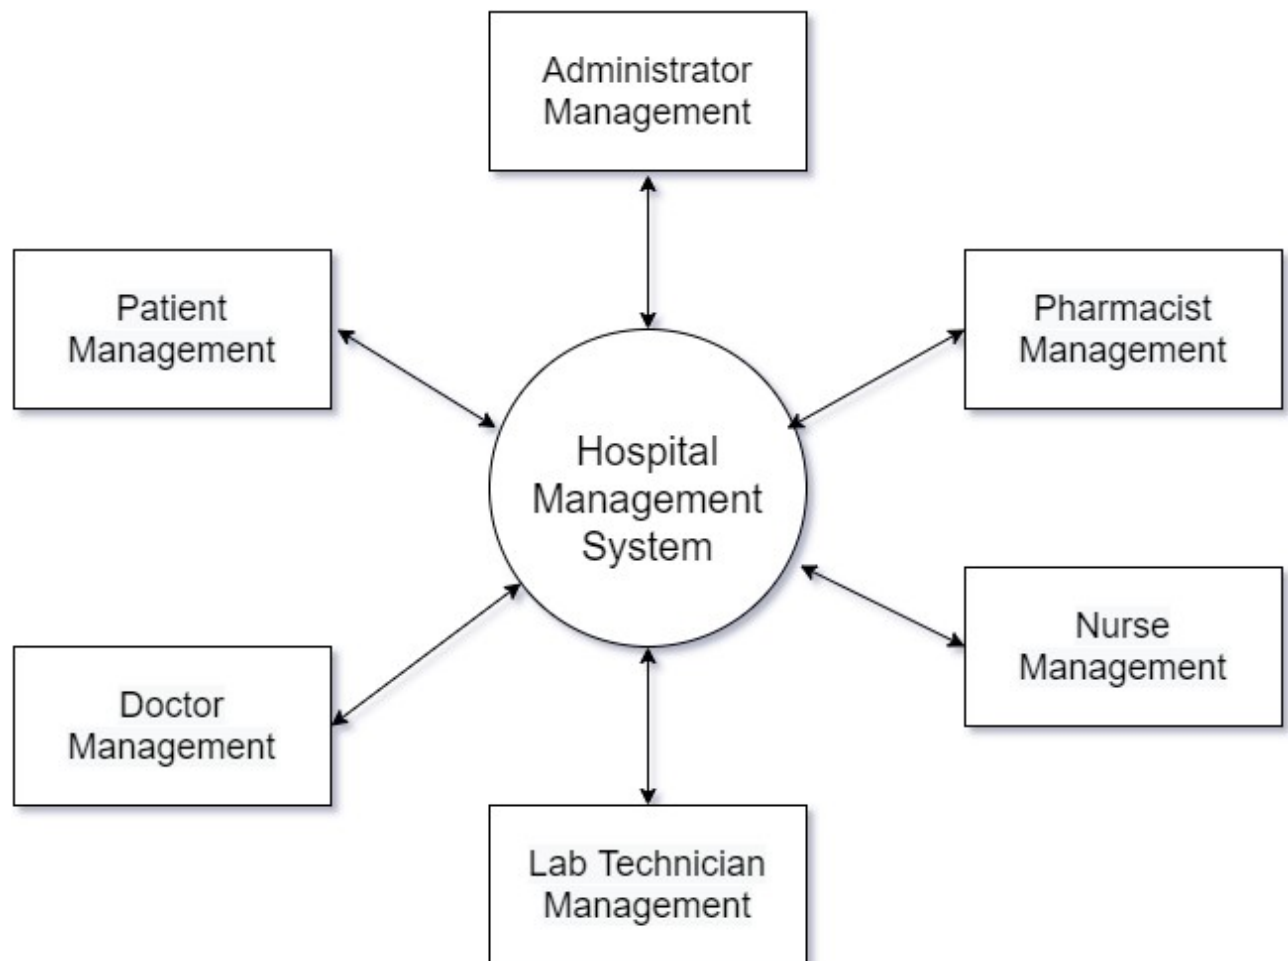 Administrator
Management
Patient
Management
Pharmacist
Management
Hospital
Management
System
Nurse
Management
Doctor
Management
Lab Technician
Management